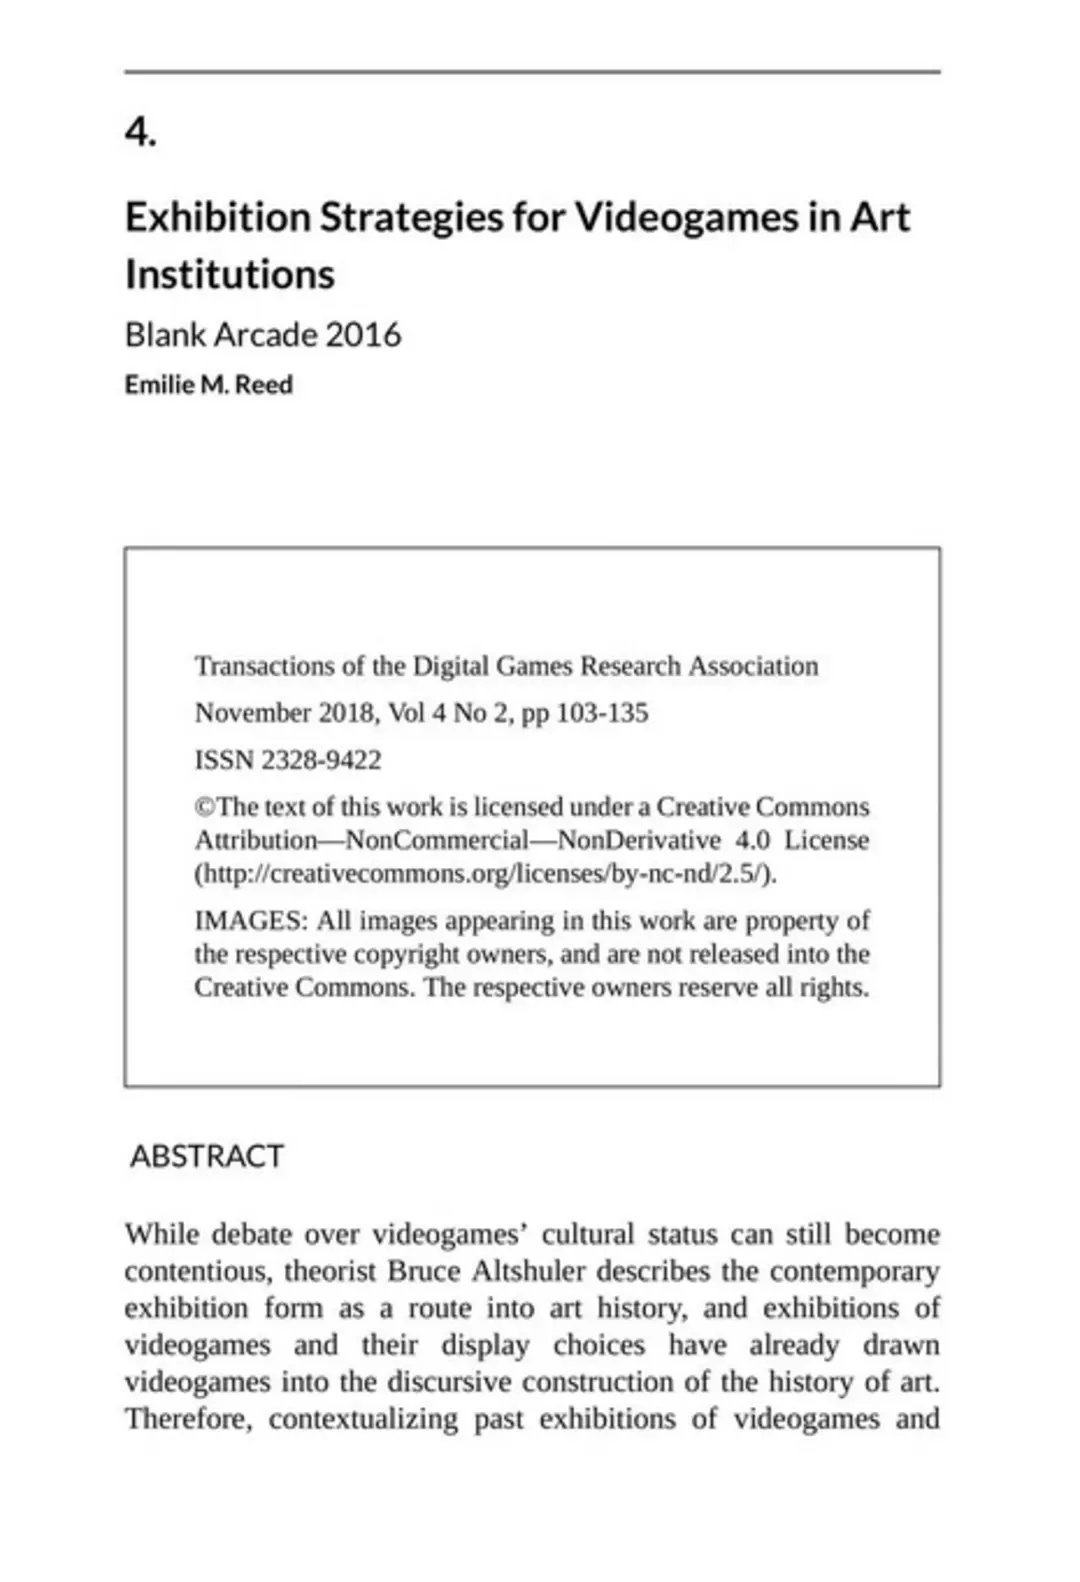 4.
Exhibition Strategies for Videogames in Art
Institutions
Blank Arcade 2016
Emilie M. Reed
Transactions of the Digital Games Research Association
November 2018, Vol 4 No 2, pp 103-135
ISSN 2328-9422
©The text of this work is licensed under a Creative Commons
Attribution—NonCommercial—NonDerivative 4.0 License
(http://creativecommons.org/licenses/by-nc-nd/2.5/).
IMAGES: All images appearing in this work are property of
the respective copyright owners, and are not released into the
Creative Commons. The respective owners reserve all rights.
ABSTRACT
While debate over videogames’ cultural status can still become
contentious, theorist Bruce Altshuler describes the contemporary
exhibition form as a route into art history, and exhibitions of
videogames and their display choices have already drawn
videogames into the discursive construction of the history of art.
Therefore, contextualizing past exhibitions of videogames and